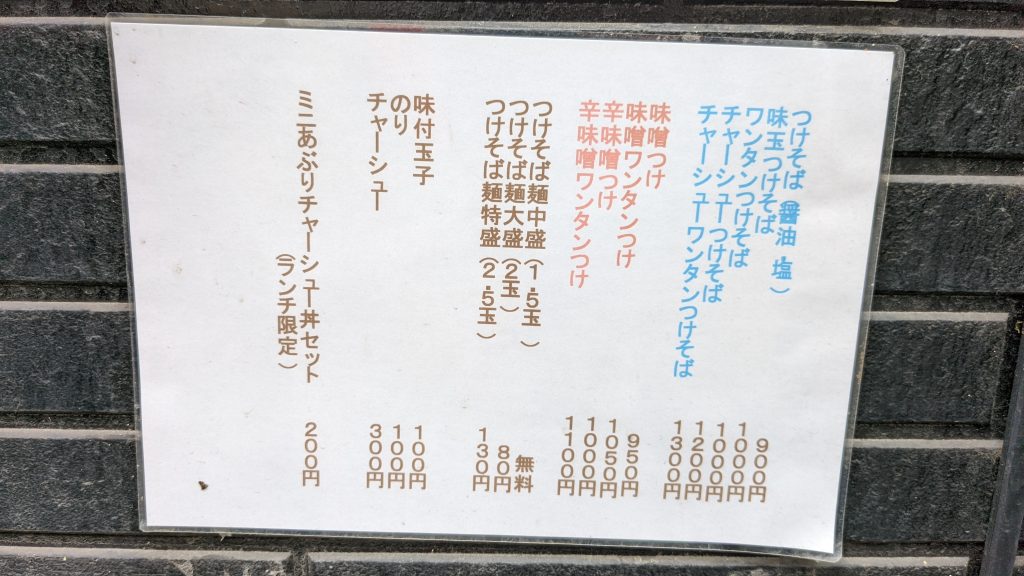 つけそば（醤油・塩）　９００円
味玉つけそば　１０００円
ワンタンつけそば　１０００円
チャーシューつけそば　１２００円
チャーシューワンタンつけそば　１３００円
味噌つけ　９５０円
味噌ワンタンつけ　１０５０円
辛味噌つけ　１０００円
辛味噌ワンタンつけ　１１００円
つけそば麺中盛（１．５玉）　無料
つけそば麺大盛（２玉）　８０円
つけそば麺特盛（２．５玉）　１３０円
味付玉子　１００円
のり　１００円
チャーシュー　３００円
ミニあぶりチャーシュー丼セット　２００円
（ランチ限定）